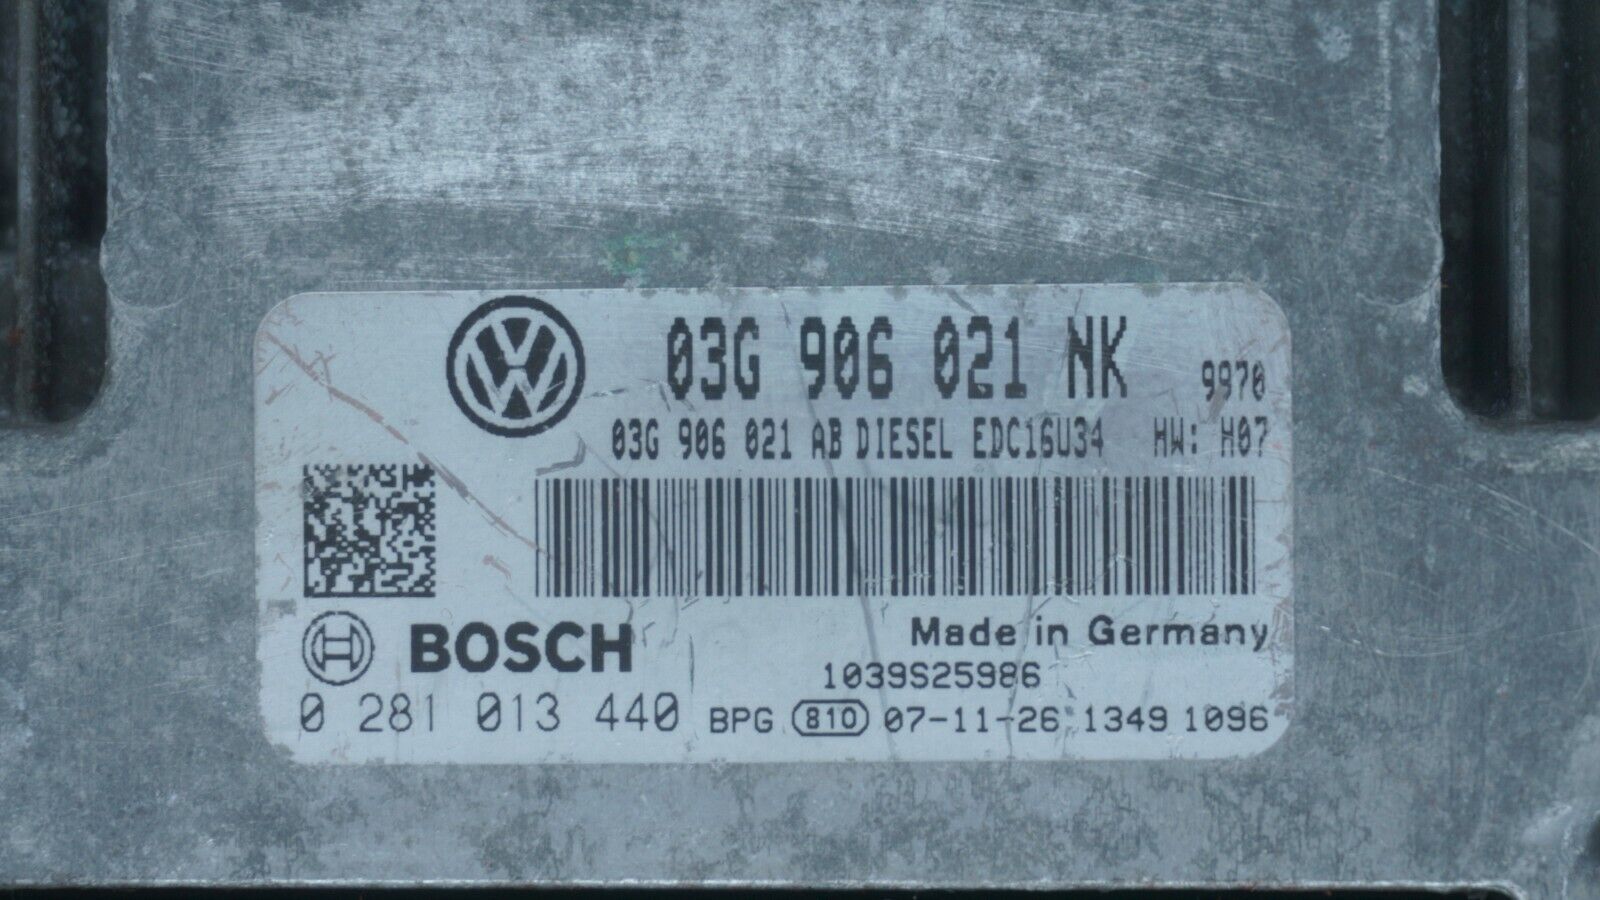 03G 906 021 NK 9970
03G 906 021 AB DIESEL EDC16U34 HW: H07
BOSCH
Made in Germany
1039S25986
0 281 013 440 BPG 810 07-11-26 1349 1096